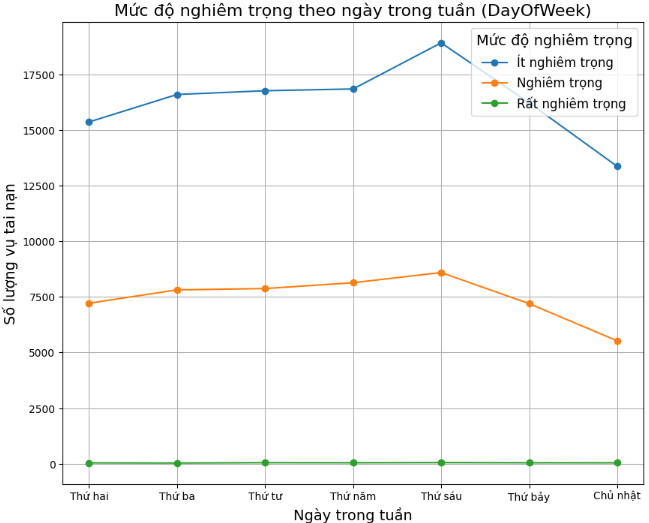 Mức độ nghiêm trọng theo ngày trong tuần (DayOfWeek)
Mức độ nghiêm trọng
Ít nghiêm trọng
Nghiêm trọng
Rất nghiêm trọng
Số lượng vụ tai nạn
17500
15000
12500
10000
7500
5000
2500
0
Thứ hai Thứ ba Thứ tư Thứ năm Thứ sáu Thứ bảy Chủ nhật
Ngày trong tuần